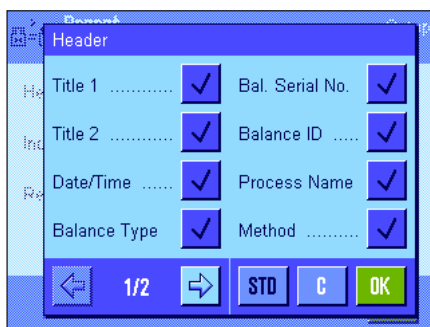 Header
Title 1 ............ Bal. Serial No.
Title 2 ........... Balance ID .....
Date/Time ...... Process Name
Balance Type Method ..........
1/2 STD C OK